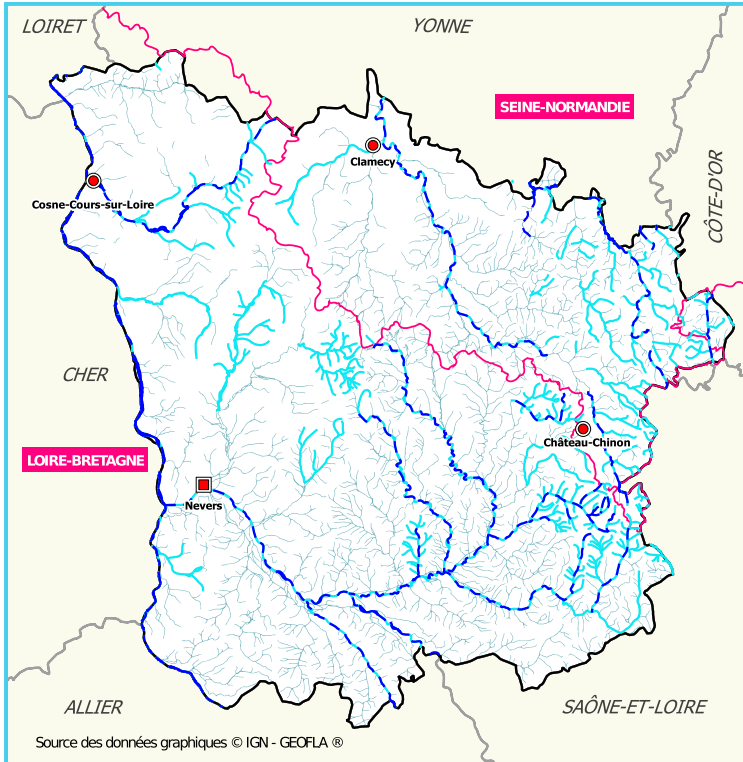 LOIRET
YONNE
SEINE-NORMANDIE
Clamecy
Cosne-Cours-sur-Loire
CÔTE-D'OR
CHER
Château-Chinon
LOIRE-BRETAGNE
Nevers
ALLIER
SAÔNE-ET-LOIRE
Source des données graphiques © IGN - GEOFLA ®